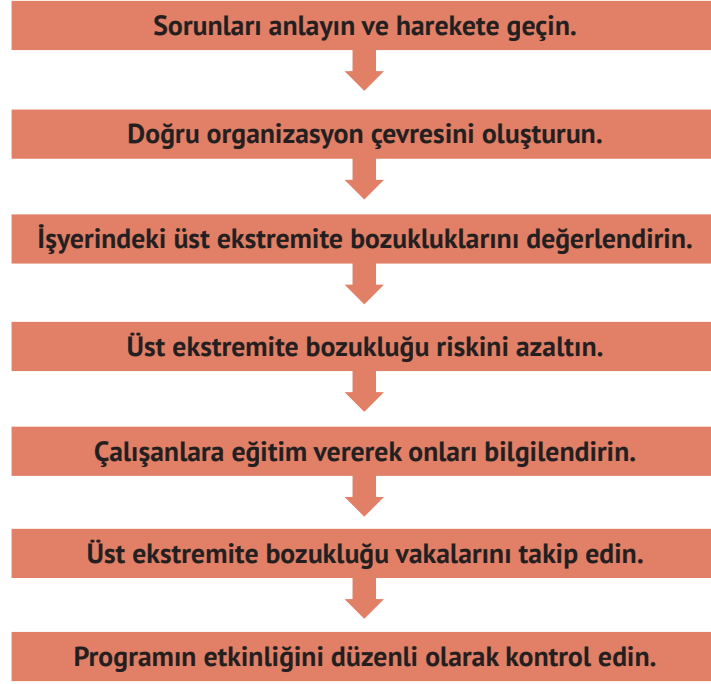 Sorunları anlayın ve harekete geçin.
Doğru organizasyon çevresini oluşturun.
İşyerindeki üst ekstremite bozukluklarını değerlendirin.
Üst ekstremite bozukluğu riskini azaltın.
Çalışanlara eğitim vererek onları bilgilendirin.
Üst ekstremite bozukluğu vakalarını takip edin.
Programın etkinliğini düzenli olarak kontrol edin.